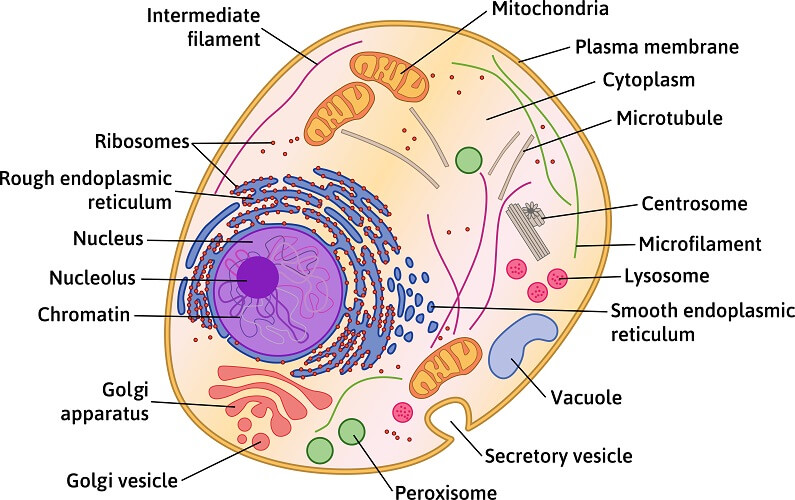 Intermediate
filament
Mitochondria
Plasma membrane
Cytoplasm
Microtubule
Ribosomes
Rough endoplasmic
reticulum
Centrosome
Nucleus
Microfilament
Nucleolus
Lysosome
Chromatin
Smooth endoplasmic
reticulum
Golgi
apparatus
Vacuole
Secretory vesicle
Golgi vesicle
Peroxisome